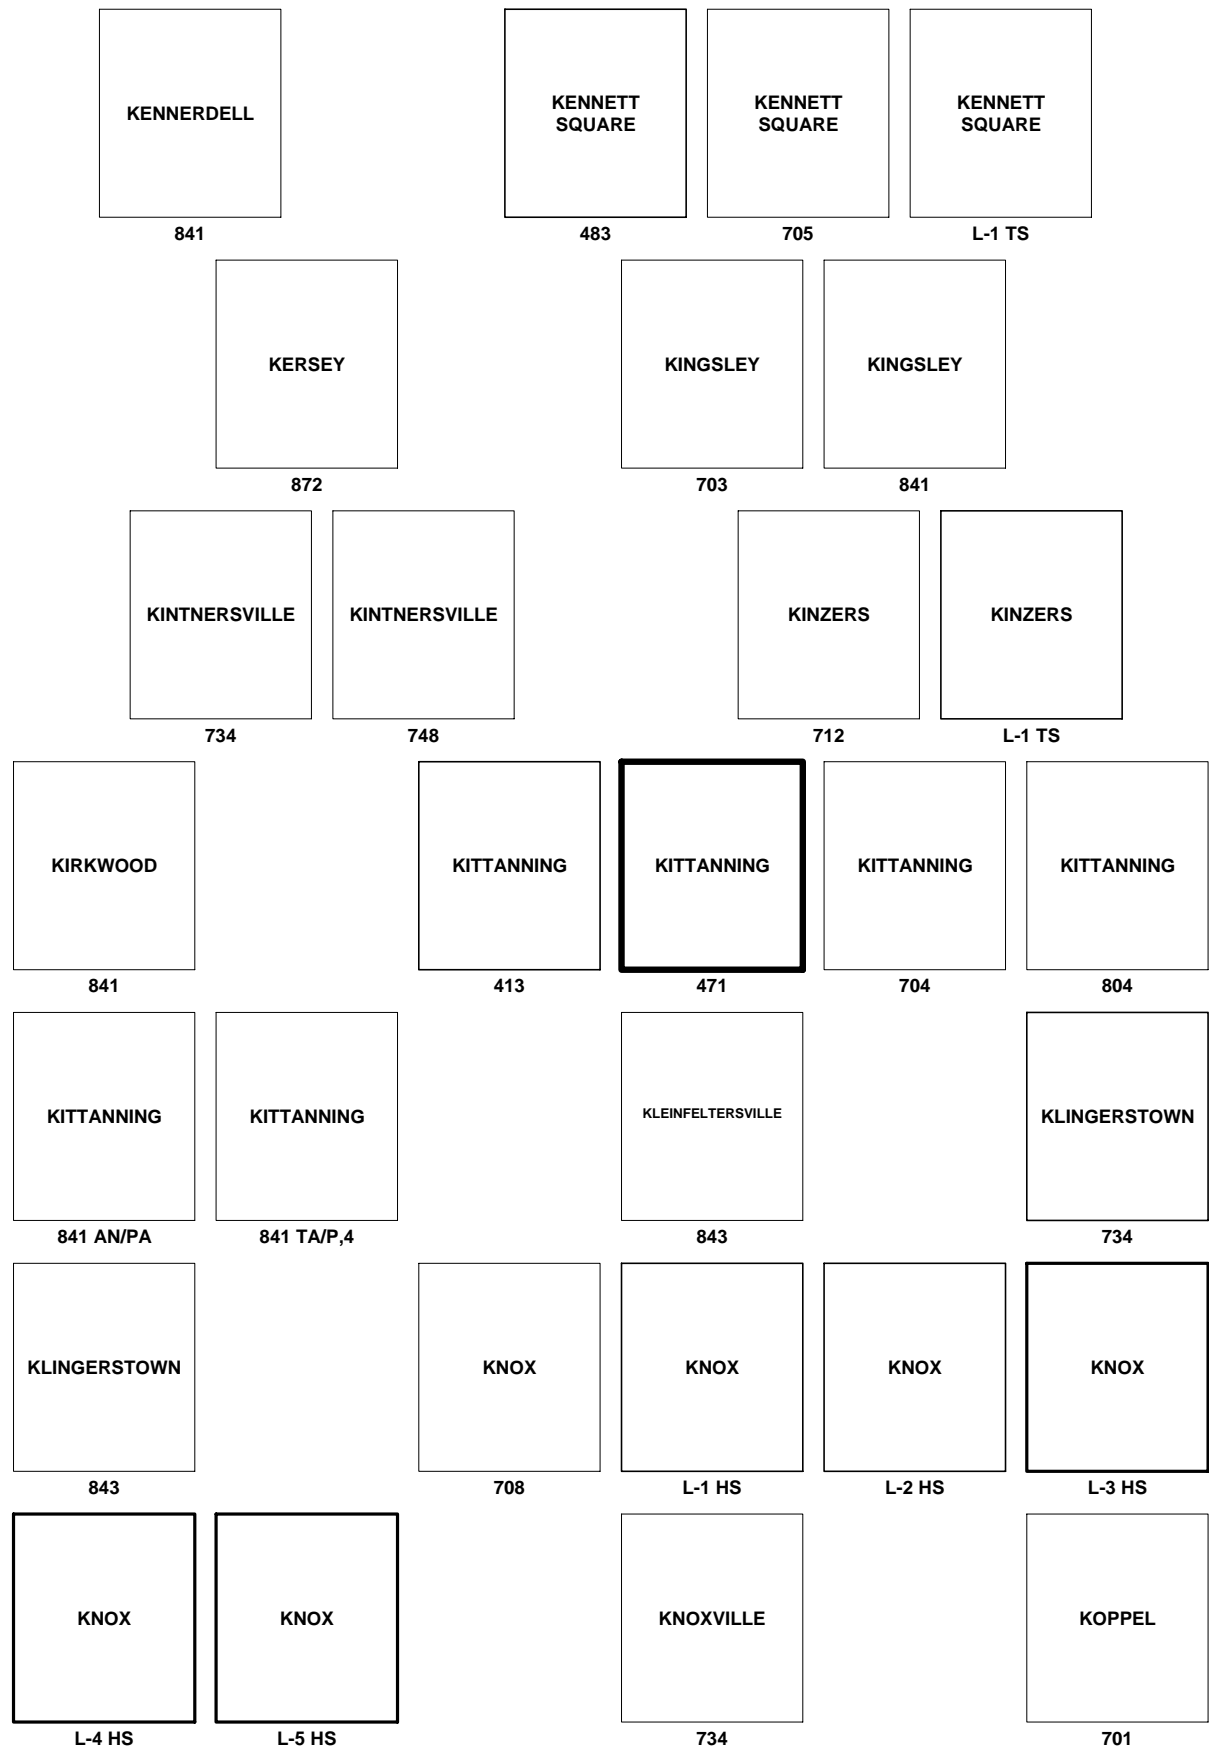 KENNERDELL
841
KENNETT
SQUARE
483
KENNETT
SQUARE
705
KENNETT
SQUARE
L-1 TS
KERSEY
872
KINGSLEY
703
KINGSLEY
841
KINTNERSVILLE
734
KINTNERSVILLE
748
KINZERS
712
KINZERS
L-1 TS
KIRKWOOD
841
KITTANNING
413
KITTANNING
471
KITTANNING
704
KITTANNING
804
KITTANNING
841 AN/PA
KITTANNING
841 TA/P,4
KLEINFELTERSVILLE
843
KLINGERSTOWN
734
KLINGERSTOWN
843
KNOX
708
KNOX
L-1 HS
KNOX
L-2 HS
KNOX
L-3 HS
KNOX
L-4 HS
KNOX
L-5 HS
KNOXVILLE
734
KOPPEL
701